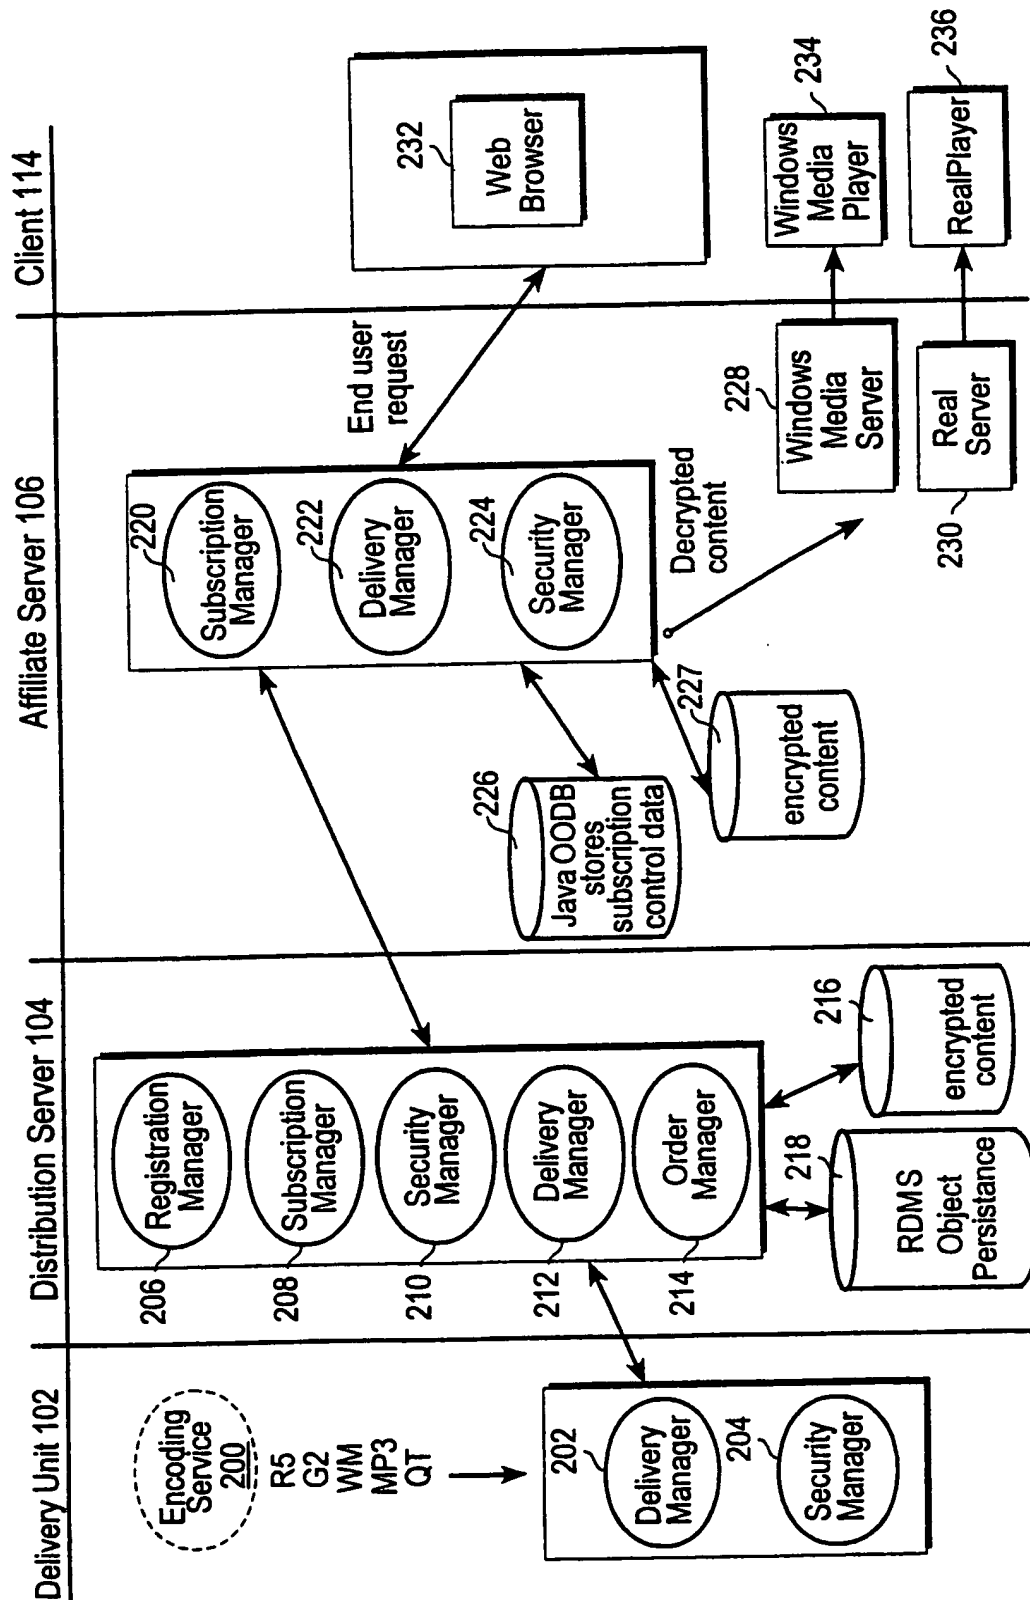 Delivery Unit 102
Encoding
Service
200
R5
G2
WM
MP3
QT
202
Delivery
Manager
204
Security
Manager
Distribution Server 104
Registration
Manager
206
Subscription
Manager
208
Security
Manager
210
Delivery
Manager
212
Order
Manager
214
216
encrypted
content
218
RDMS
Object
Persistance
Affiliate Server 106
220
Subscription
Manager
222
Delivery
Manager
224
Security
Manager
End user
request
226
Java OODB
stores
subscription
control data
227
encrypted
content
Decrypted
content
228
Windows
Media
Server
Real
Server
230
Client 114
232
Web
Browser
Windows
Media
Player
234
RealPlayer
236